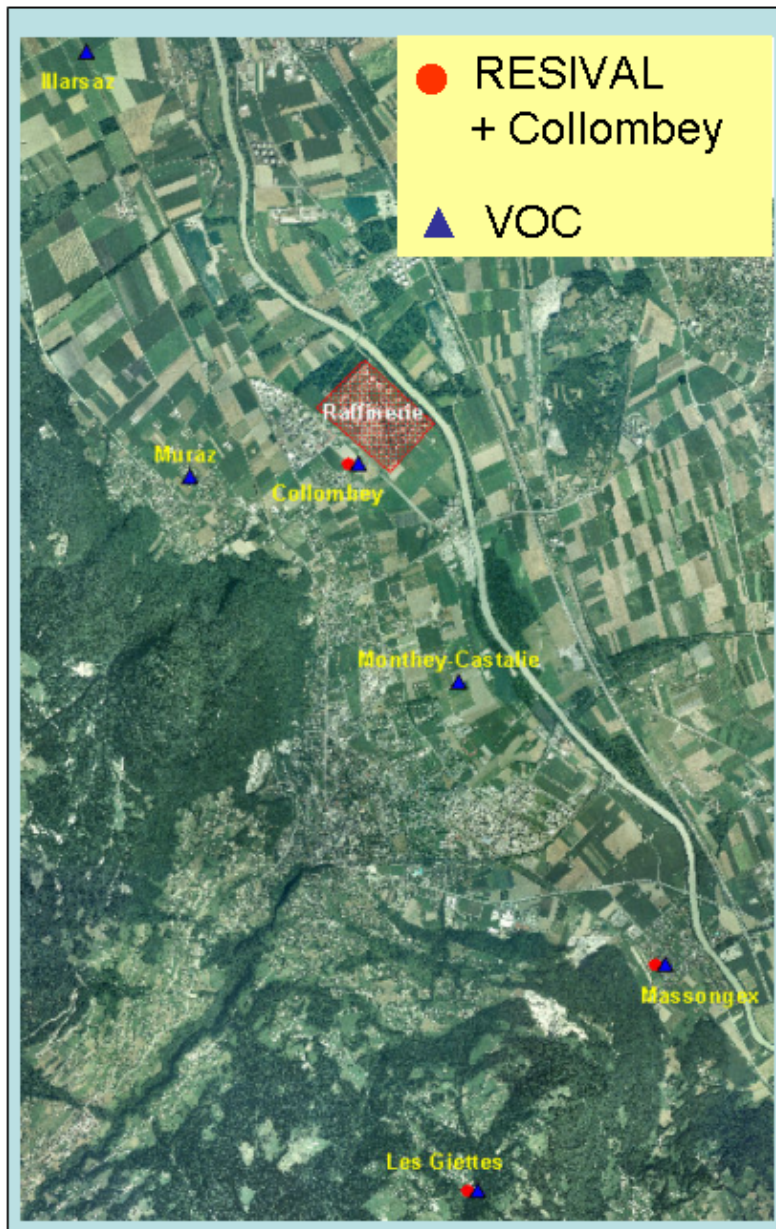 RESIVAL
+ Collombey
VOC
Illarsaz
Raffinerie
Muraz
Collombey
Monthey-Castalie
Massongex
Les Giettes